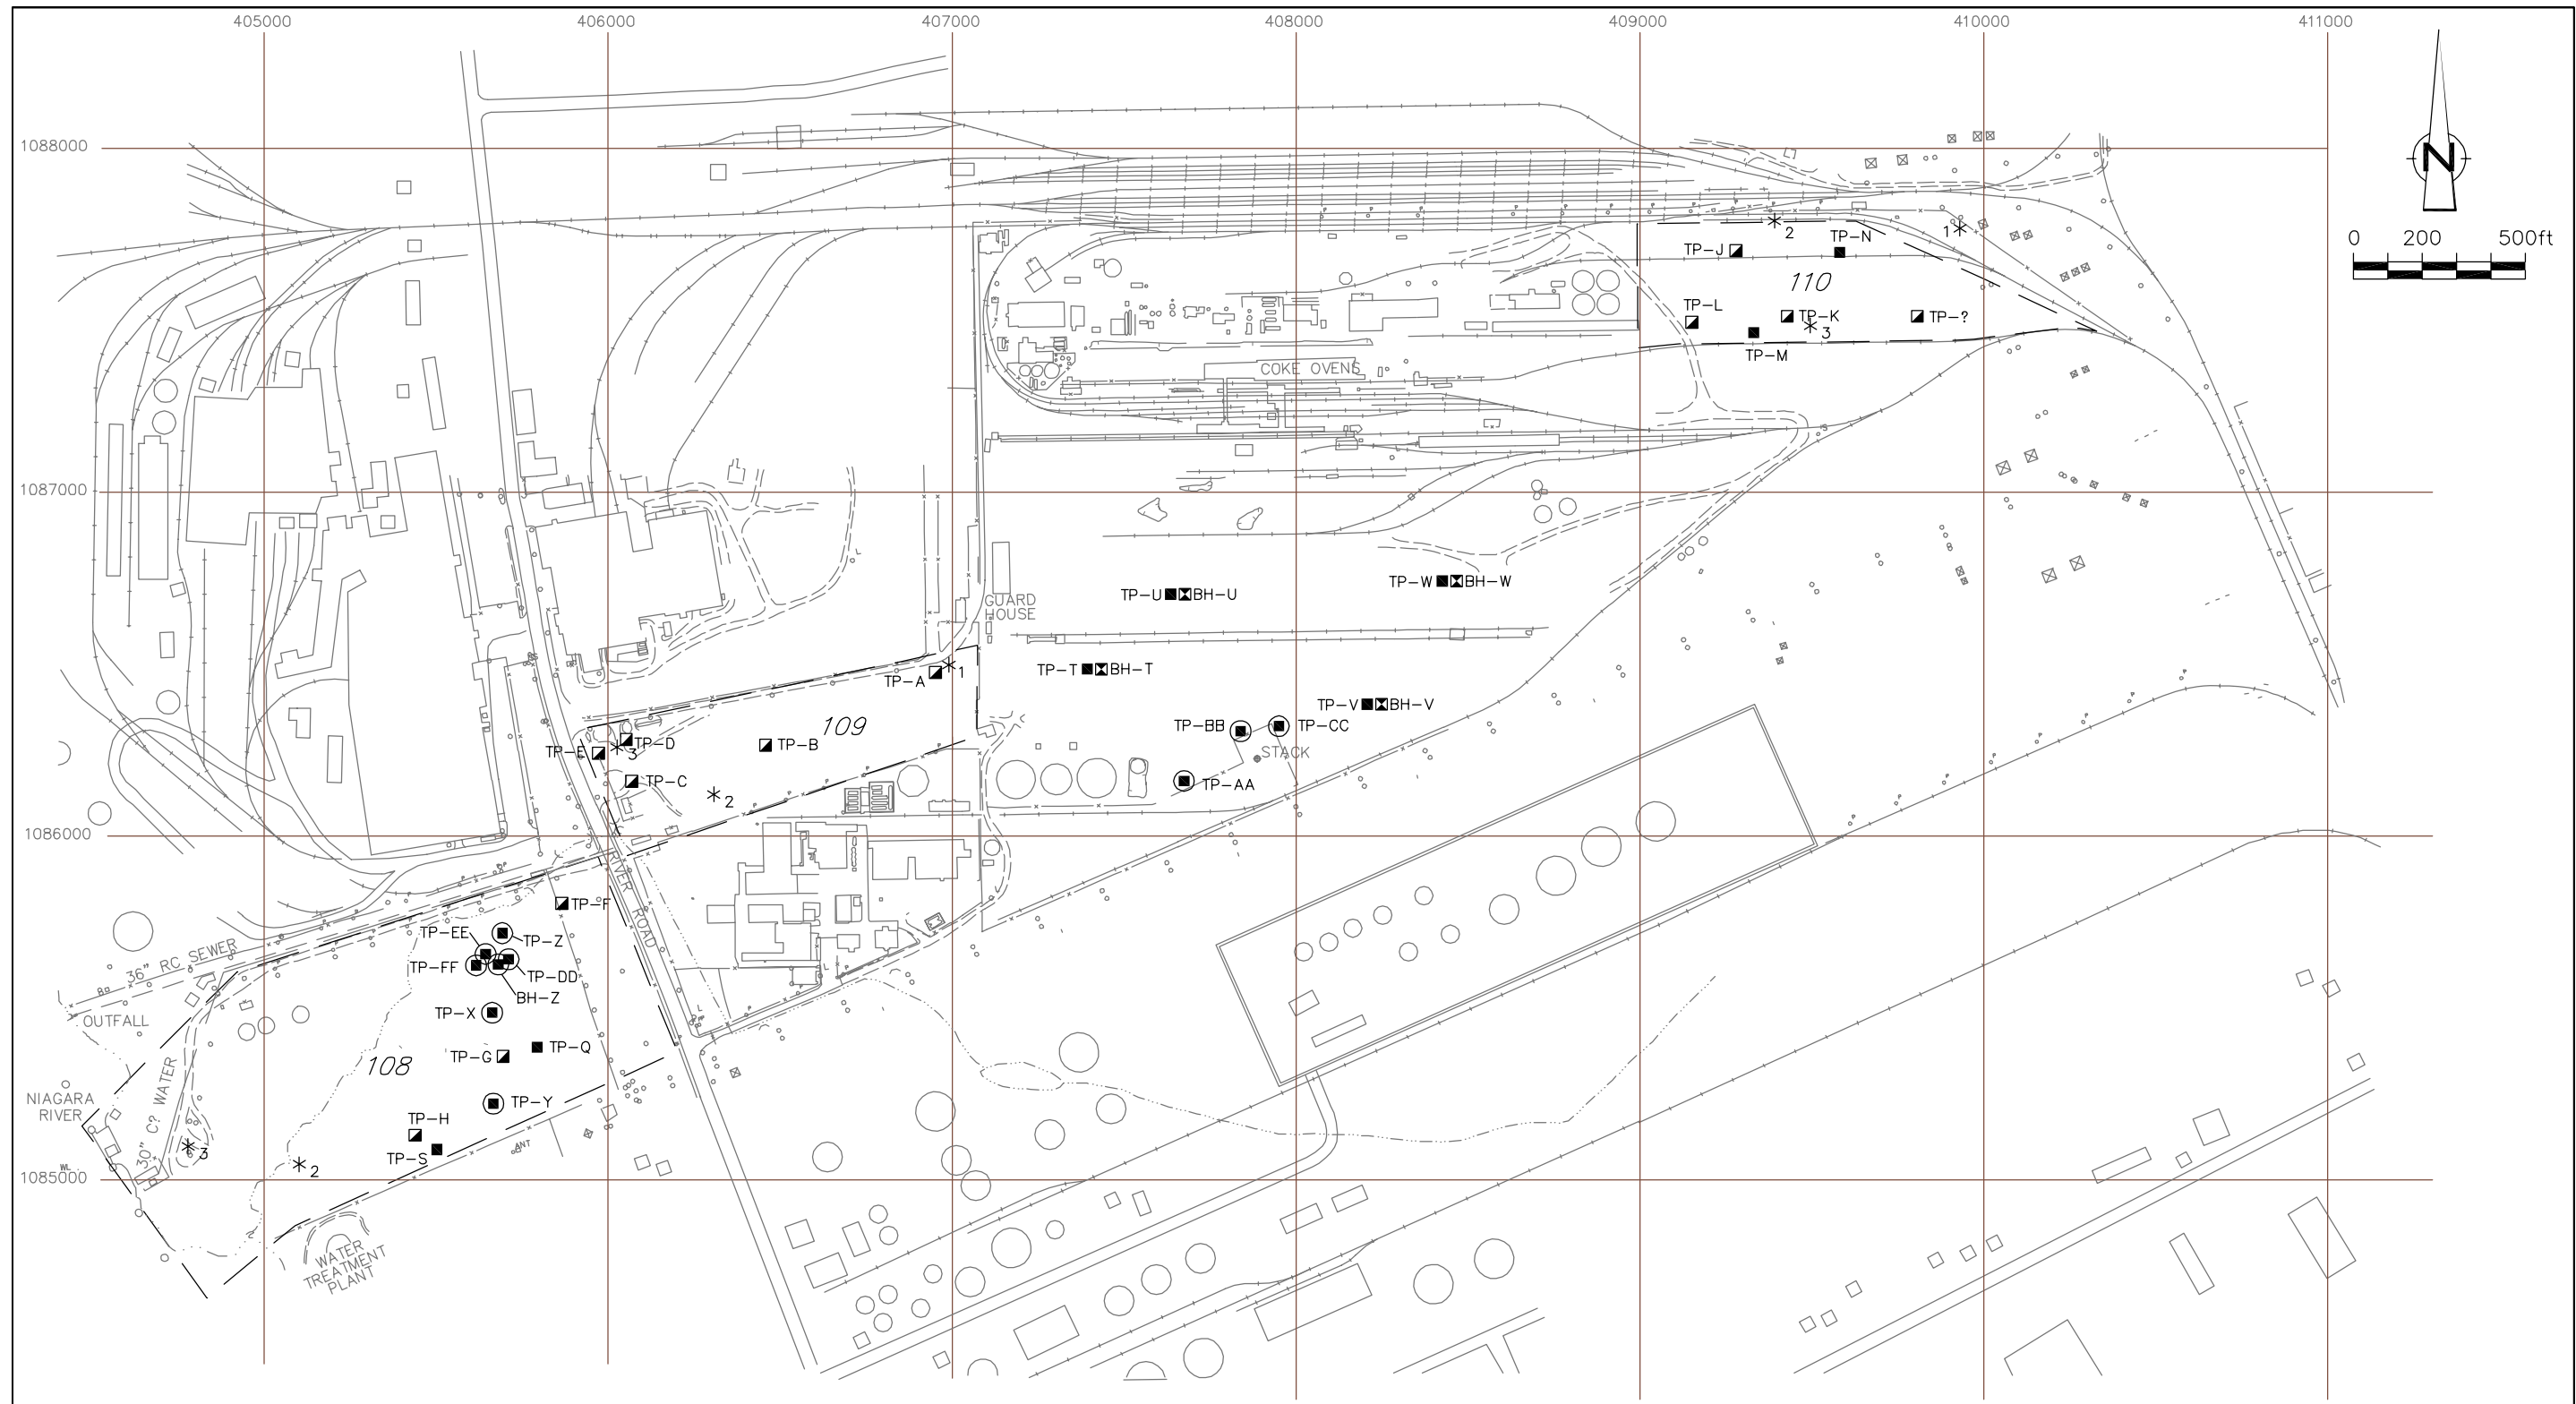 405000 406000 407000 408000 409000 410000 411000
1088000
N
0 200 500ft
2
1
TP-J
TP-N
110
TP-L
TP-K
TP-?
3
TP-M
COKE OVENS
1087000
TP-W BH-W
TP-U BH-U
GUARD
HOUSE
TP-T BH-T
TP-A
1
TP-V BH-V
109
TP-BB
TP-CC
TP-D
TP-B
TP-E
3
STACK
TP-C
TP-AA
2
1086000
RIVER
ROAD
TP-F
TP-EE
TP-Z
36" RC SEWER
TP-FF
TP-DD
BH-Z
TP-X
OUTFALL
TP-Q
TP-G
108
30" C? WATER
NIAGARA
RIVER
TP-Y
TP-H
ANT
3
TP-S
WL
2
1085000
WATER
TREATMENT
PLANT